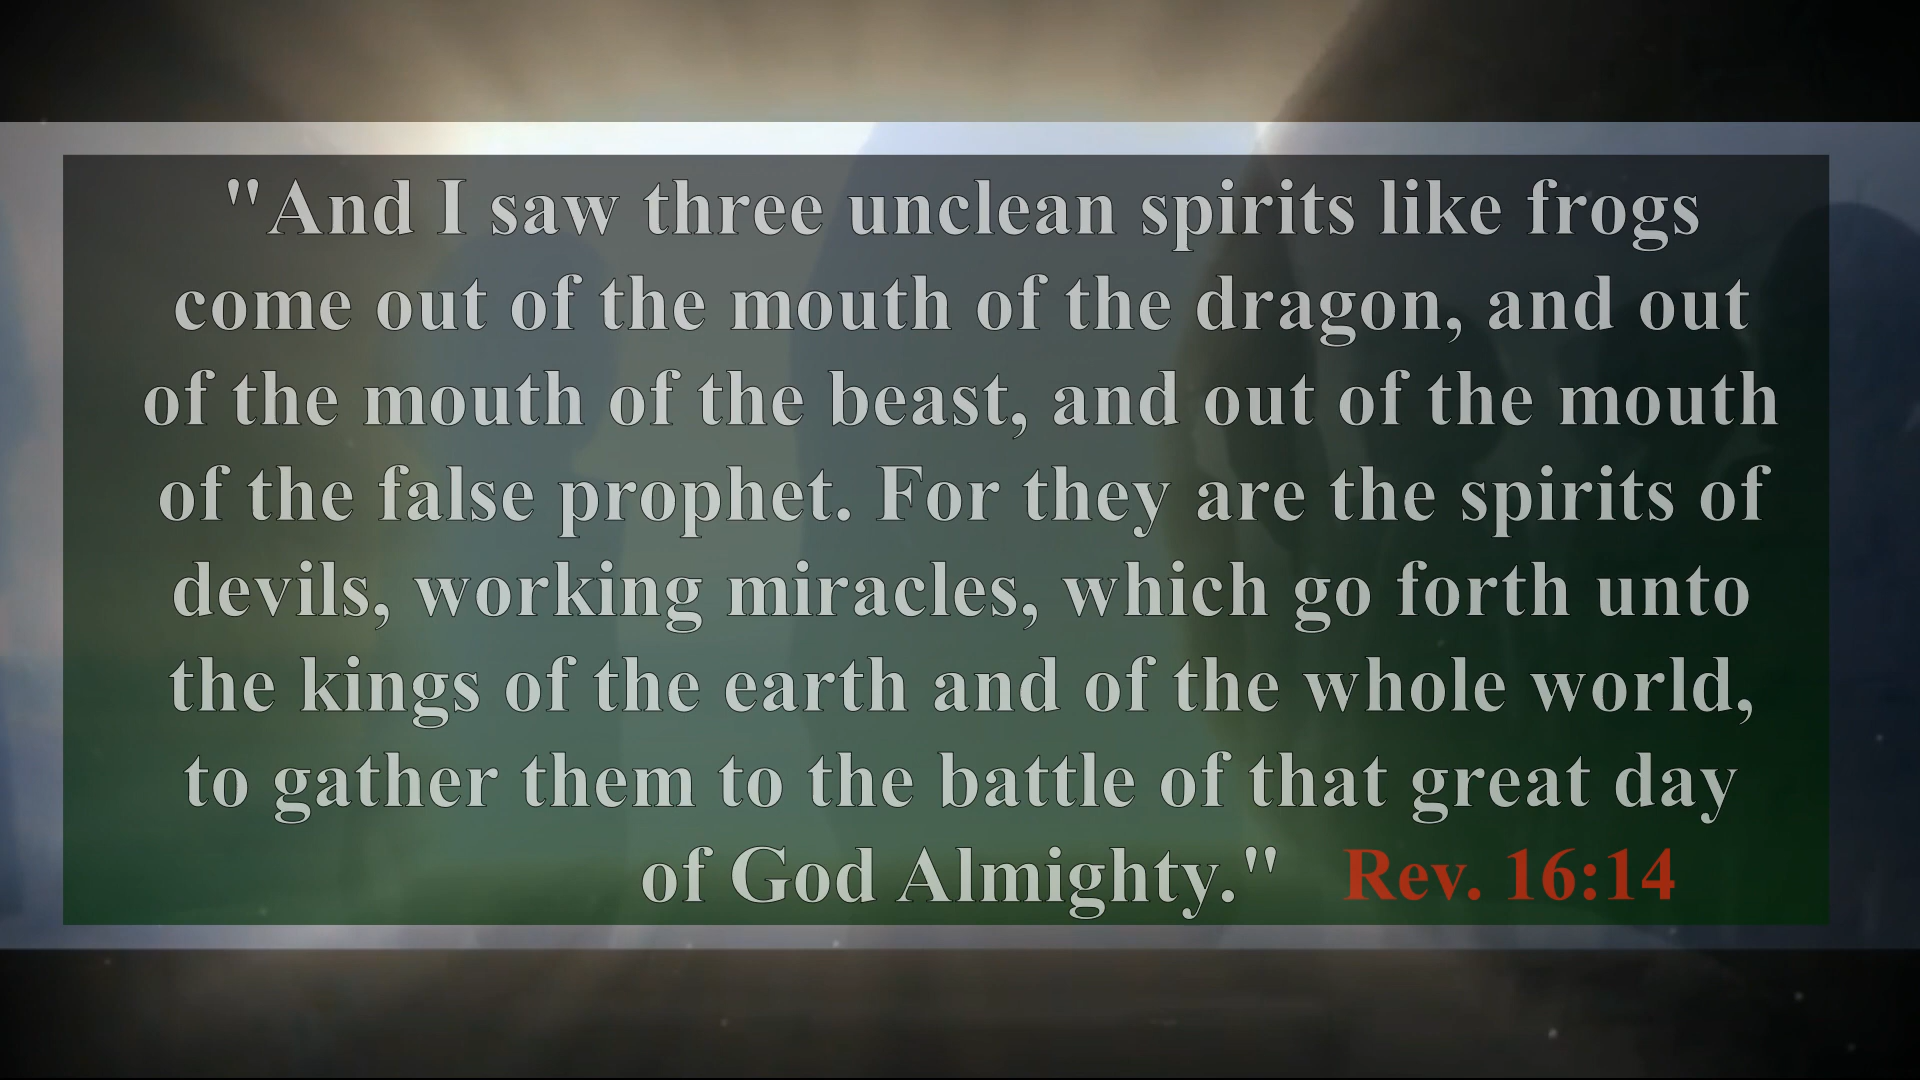 "And I saw three unclean spirits like frogs
come out of the mouth of the dragon, and out
of the mouth of the beast, and out of the mouth
of the false prophet. For they are the spirits of
devils, working miracles, which go forth unto
the kings of the earth and of the whole world,
to gather them to the battle of that great day
of God Almighty." Rev. 16:14